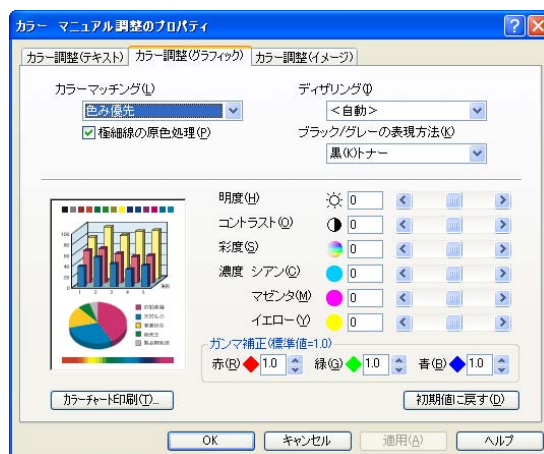 カラー マニュアル調整のプロパティ
カラー調整(テキスト) カラー調整(グラフィック) カラー調整(イメージ)
カラーマッチング(L)
色み優先
極細線の原色処理(P)
ディザリング(I)
<自動>
ブラック/グレーの表現方法(K)
黒(K)トナー
明度(H) 0
コントラスト(O) 0
彩度(S) 0
濃度 シアン(C) 0
マゼンタ(M) 0
イエロー(Y) 0
ガンマ補正(標準値=1.0)
赤(R) 1.0 緑(G) 1.0 青(B) 1.0
カラーチャート印刷(T)... 初期値に戻す(D)
OK キャンセル 適用(A) ヘルプ